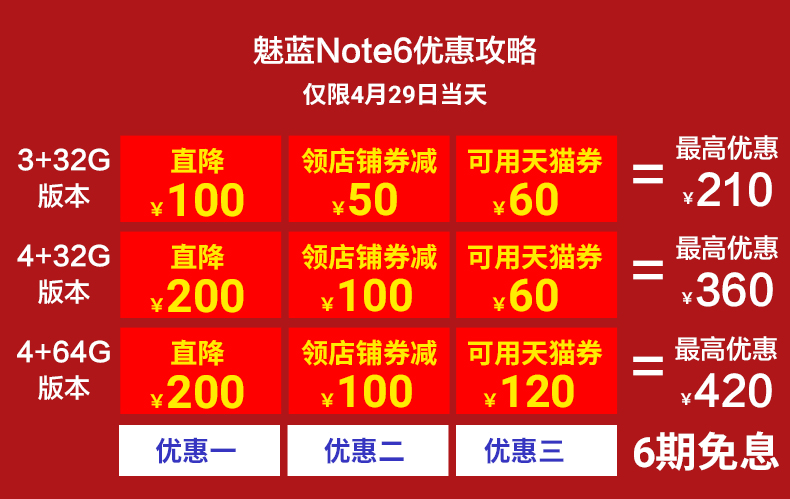 魅蓝Note6优惠攻略
仅限4月29日当天
3+32G
版本
直降
¥100
领店铺券减
¥50
可用天猫券
¥60
=
最高优惠
¥210
4+32G
版本
直降
¥200
领店铺券减
¥100
可用天猫券
¥60
=
最高优惠
¥360
4+64G
版本
直降
¥200
领店铺券减
¥100
可用天猫券
¥120
=
最高优惠
¥420
优惠一
优惠二
优惠三
6期免息